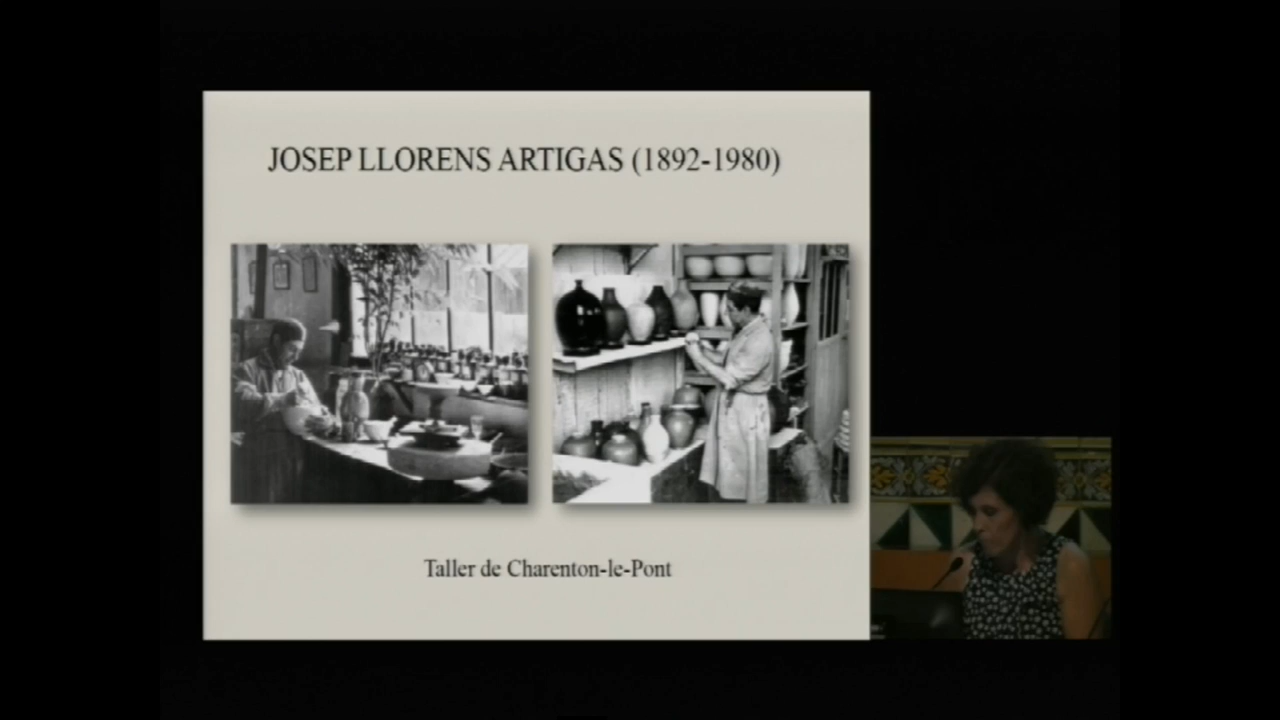 JOSEP LLORENS ARTIGAS (1892-1980)
Taller de Charenton-le-Pont